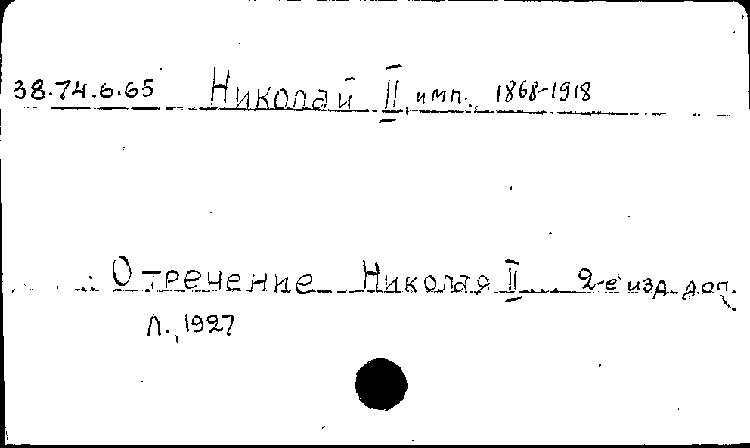 38.74.6.65 Николай II, имп., 1868-1918
Отречение Николая II ... 2-е изд. доп.
Л., 1927